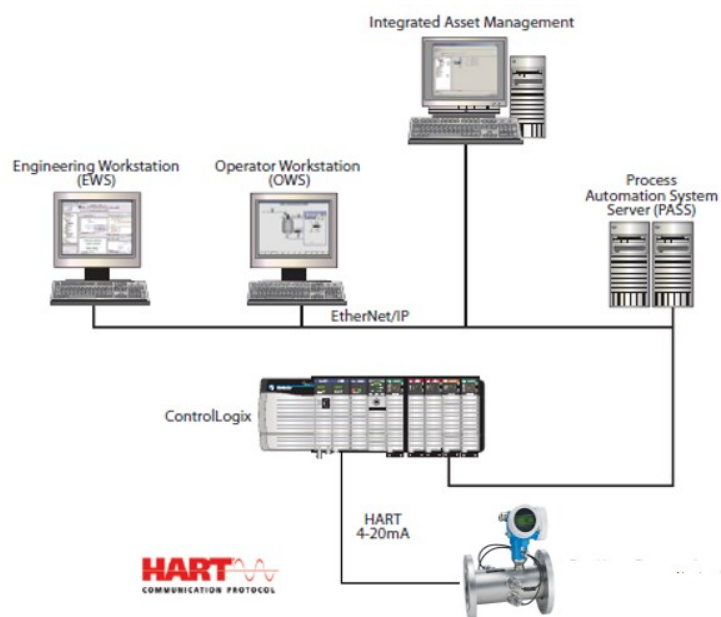 Integrated Asset Management
Engineering Workstation
(EWS)
Operator Workstation
(OWS)
Process
Automation System
Server (PASS)
EtherNet/IP
ControlLogix
HART
4-20mA
HART
COMMUNICATION PROTOCOL